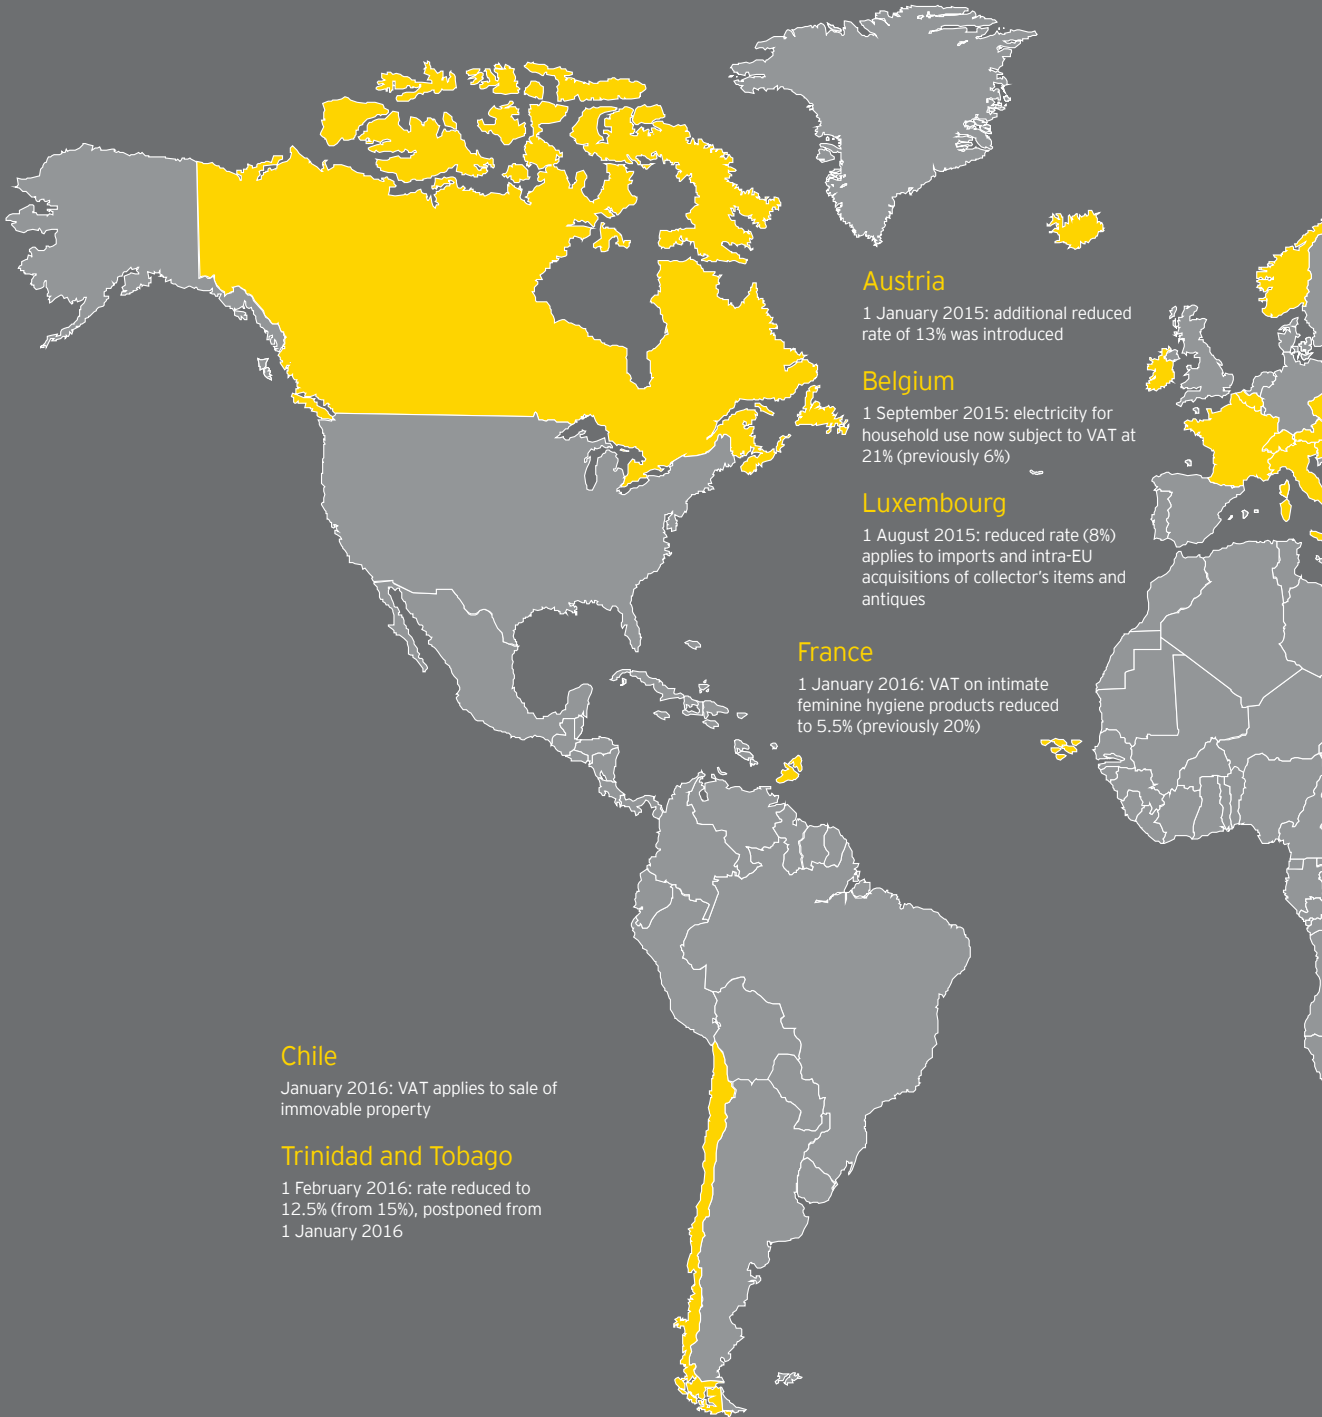 Austria
1 January 2015: additional reduced
rate of 13% was introduced
Belgium
1 September 2015: electricity for
household use now subject to VAT at
21% (previously 6%)
Luxembourg
1 August 2015: reduced rate (8%)
applies to imports and intra-EU
acquisitions of collector's items and
antiques
France
1 January 2016: VAT on intimate
feminine hygiene products reduced
to 5.5% (previously 20%)
Chile
January 2016: VAT applies to sale of
immovable property
Trinidad and Tobago
1 February 2016: rate reduced to
12.5% (from 15%), postponed from
1 January 2016